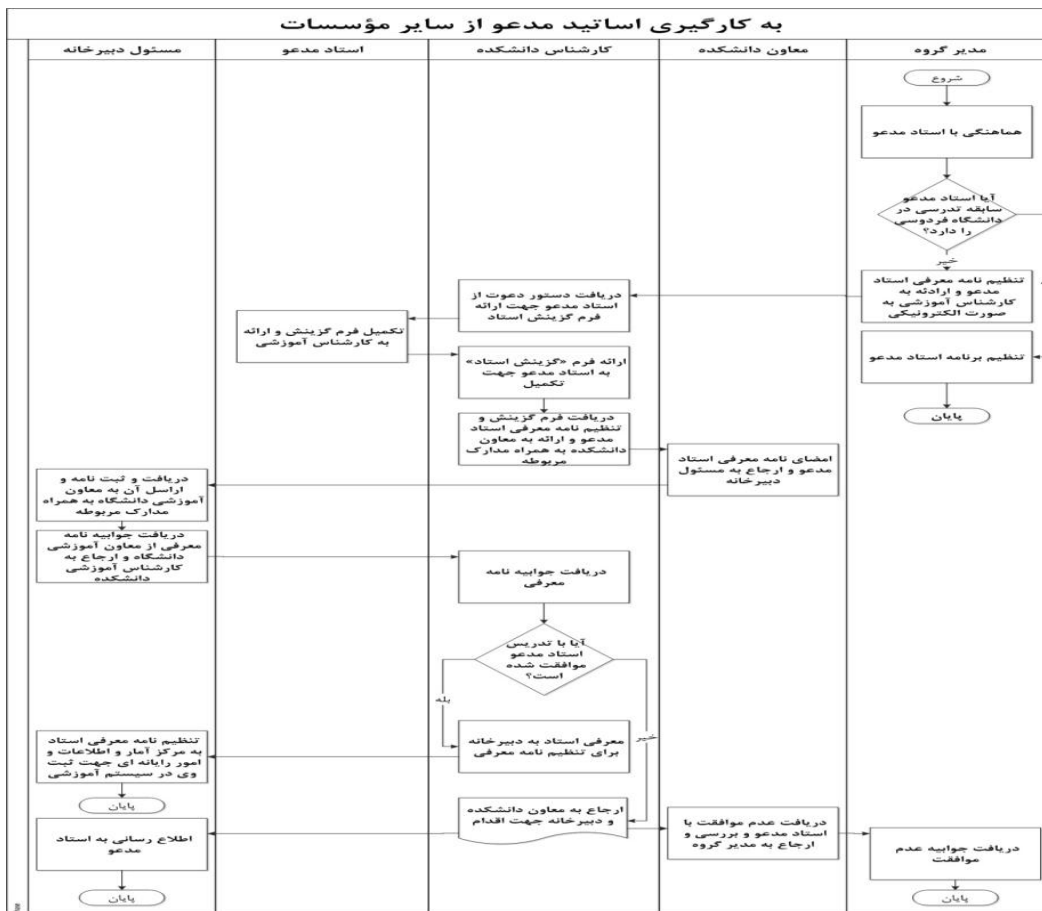 به کارگیری اساتید مدعو از سایر مؤسسات
مدیر گروه
معاون دانشکده
کارشناس دانشکده
استاد مدعو
مسئول دبیرخانه
شروع
هماهنگی با استاد مدعو
آیا استاد مدعو
سابقه تدرسی در
دانشگاه فردوسی
را دارد؟
خیر
تنظیم نامه معرفی استاد
مدعو و ارادئه به
کارشناس آموزشی به
صورت الکترونیکی
تنظیم برنامه استاد مدعو
پایان
دریافت دستور دعوت از
استاد مدعو جهت ارائه
فرم گزینش استاد
تکمیل فرم گزینش و ارائه
به کارشناس آموزشی
ارائه فرم «گزینش استاد»
به استاد مدعو جهت
تکمیل
دریافت فرم گزینش و
تنظیم نامه معرفی استاد
مدعو و ارائه به معاون
دانشکده به همراه مدارک
مربوطه
امضای نامه معرفی استاد
مدعو و ارجاع به مسئول
دبیرخانه
دریافت و ثبت نامه و
اراسل آن به معاون
آموزشی دانشگاه به همراه
مدارک مربوطه
دریافت جوابیه نامه
معرفی از معاون آموزشی
دانشگاه و ارجاع به
کارشناس آموزشی
دانشکده
دریافت جوابیه نامه
معرفی
آیا با تدریس
استاد مدعو
موافقت شده
است؟
بله
خیر
معرفی استاد به دبیرخانه
برای تنظیم نامه معرفی
تنظیم نامه معرفی استاد
به مرکز آمار و اطلاعات و
امور رایانه ای جهت ثبت
وی در سیستم آموزشی
پایان
ارجاع به معاون دانشکده
و دبیرخانه جهت اقدام
دریافت عدم موافقت با
استاد مدعو و بررسی و
ارجاع به مدیر گروه
دریافت جوابیه عدم
موافقت
پایان
اطلاع رسانی به استاد
مدعو
پایان